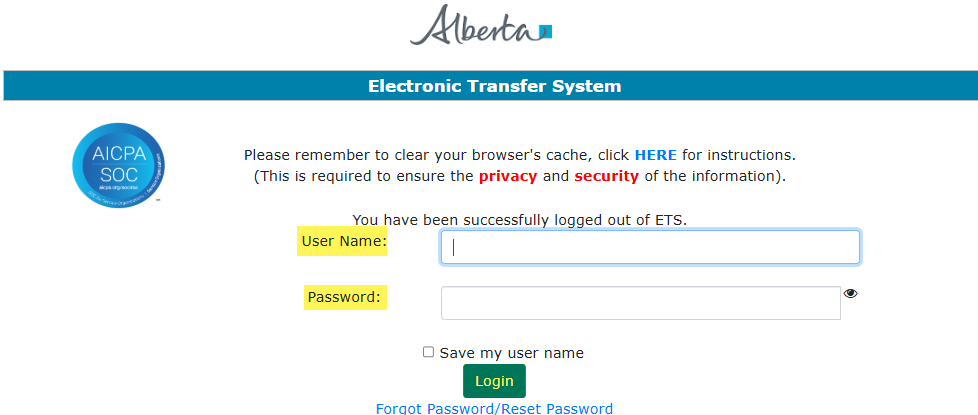 Alberta
Electronic Transfer System
AICPA
SOC
aicpa.org/soc4so
Please remember to clear your browser's cache, click HERE for instructions.
(This is required to ensure the privacy and security of the information).
You have been successfully logged out of ETS.
User Name:
Password:
Save my user name
Login
Forgot Password/Reset Password